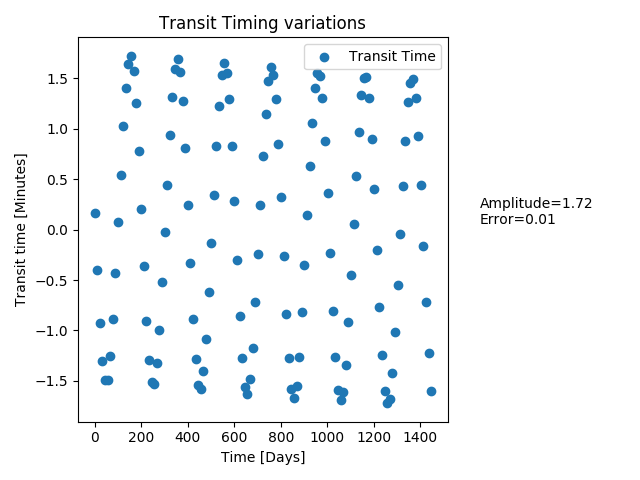 Transit Timing variations
Transit Time
Transit time [Minutes]
1.5
1.0
0.5
0.0
−0.5
−1.0
−1.5
0
200
400
600
800
1000
1200
1400
Time [Days]
Amplitude=1.72
Error=0.01